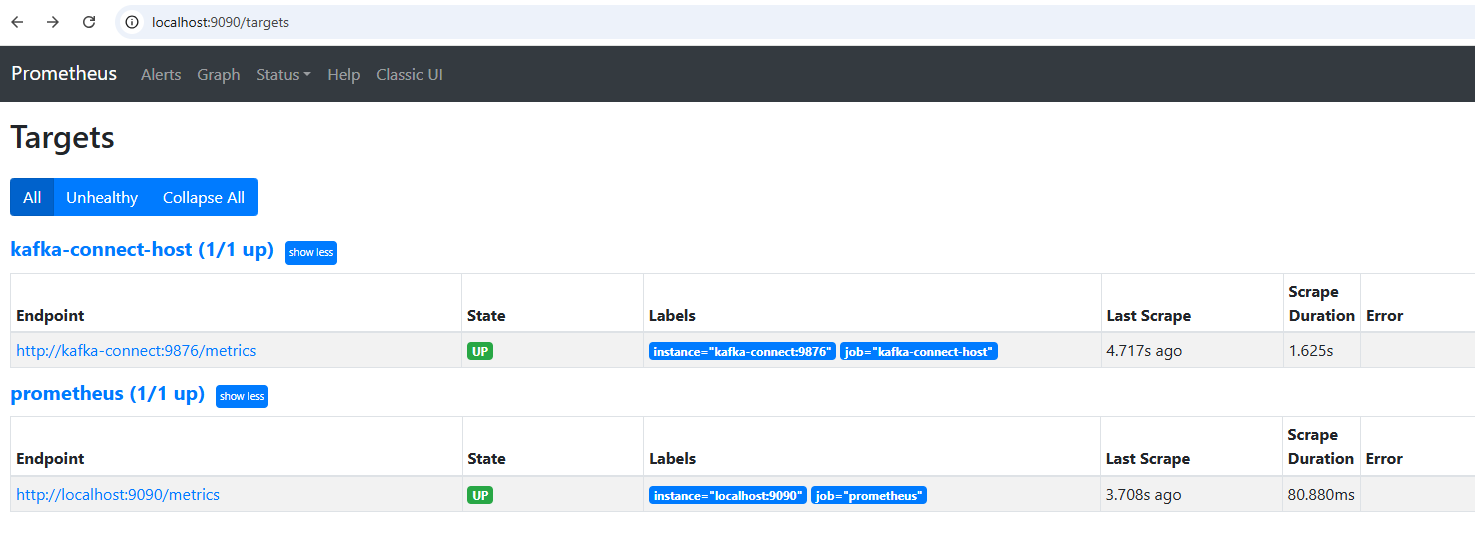 localhost:9090/targets
Prometheus Alerts Graph Status Help Classic UI
Targets
All Unhealthy Collapse All
kafka-connect-host (1/1 up) show less
Endpoint State Labels Last Scrape Scrape Duration Error
http://kafka-connect:9876/metrics UP instance="kafka-connect:9876" job="kafka-connect-host" 4.717s ago 1.625s
prometheus (1/1 up) show less
Endpoint State Labels Last Scrape Scrape Duration Error
http://localhost:9090/metrics UP instance="localhost:9090" job="prometheus" 3.708s ago 80.880ms